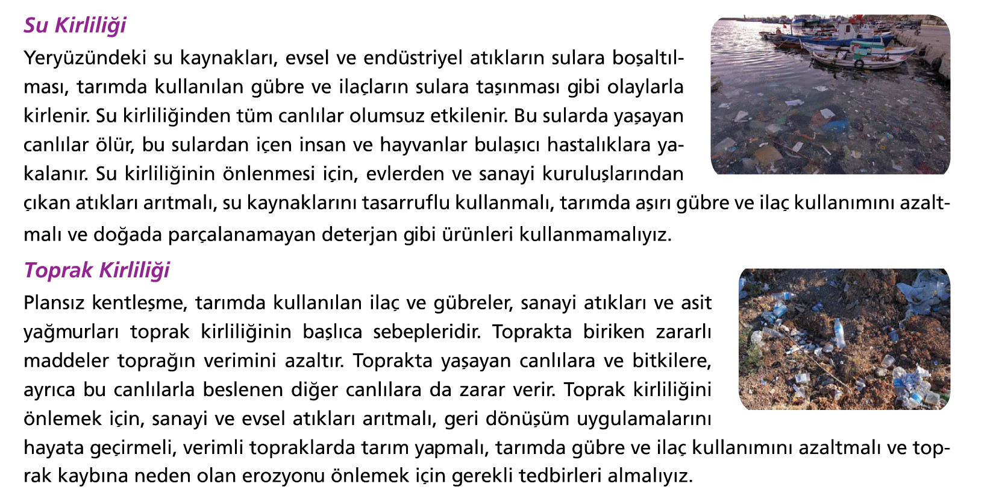 Su Kirliliği
Yeryüzündeki su kaynakları, evsel ve endüstriyel atıkların sulara boşaltıl-
ması, tarımda kullanılan gübre ve ilaçların sulara taşınması gibi olaylarla
kirlenir. Su kirliliğinden tüm canlılar olumsuz etkilenir. Bu sularda yaşayan
canlılar ölür, bu sulardan içen insan ve hayvanlar bulaşıcı hastalıklara ya-
kalanır. Su kirliliğinin önlenmesi için, evlerden ve sanayi kuruluşlarından
çıkan atıkları arıtmalı, su kaynaklarını tasarruflu kullanmalı, tarımda aşırı gübre ve ilaç kullanımını azalt-
malı ve doğada parçalanamayan deterjan gibi ürünleri kullanmamalıyız.
Toprak Kirliliği
Plansız kentleşme, tarımda kullanılan ilaç ve gübreler, sanayi atıkları ve asit
yağmurları toprak kirliliğinin başlıca sebepleridir. Toprakta biriken zararlı
maddeler toprağın verimini azaltır. Toprakta yaşayan canlılara ve bitkilere,
ayrıca bu canlılarla beslenen diğer canlılara da zarar verir. Toprak kirliliğini
önlemek için, sanayi ve evsel atıkları arıtmalı, geri dönüşüm uygulamalarını
hayata geçirmeli, verimli topraklarda tarım yapmalı, tarımda gübre ve ilaç kullanımını azaltmalı ve top-
rak kaybına neden olan erozyonu önlemek için gerekli tedbirleri almalıyız.